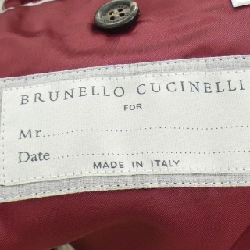 BRUNELLO CUCINELLI
FOR
Mr.
Date
MADE IN ITALY